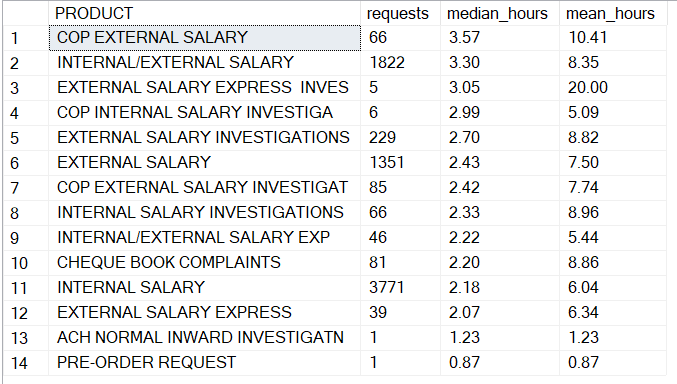 PRODUCT requests median_hours mean_hours
1 COP EXTERNAL SALARY 66 3.57 10.41
2 INTERNAL/EXTERNAL SALARY 1822 3.30 8.35
3 EXTERNAL SALARY EXPRESS  INVES 5 3.05 20.00
4 COP INTERNAL SALARY INVESTIGA 6 2.99 5.09
5 EXTERNAL SALARY INVESTIGATIONS 229 2.70 8.82
6 EXTERNAL SALARY 1351 2.43 7.50
7 COP EXTERNAL SALARY INVESTIGAT 85 2.42 7.74
8 INTERNAL SALARY INVESTIGATIONS 66 2.33 8.96
9 INTERNAL/EXTERNAL SALARY EXP 46 2.22 5.44
10 CHEQUE BOOK COMPLAINTS 81 2.20 8.86
11 INTERNAL SALARY 3771 2.18 6.04
12 EXTERNAL SALARY EXPRESS 39 2.07 6.34
13 ACH NORMAL INWARD INVESTIGATN 1 1.23 1.23
14 PRE-ORDER REQUEST 1 0.87 0.87